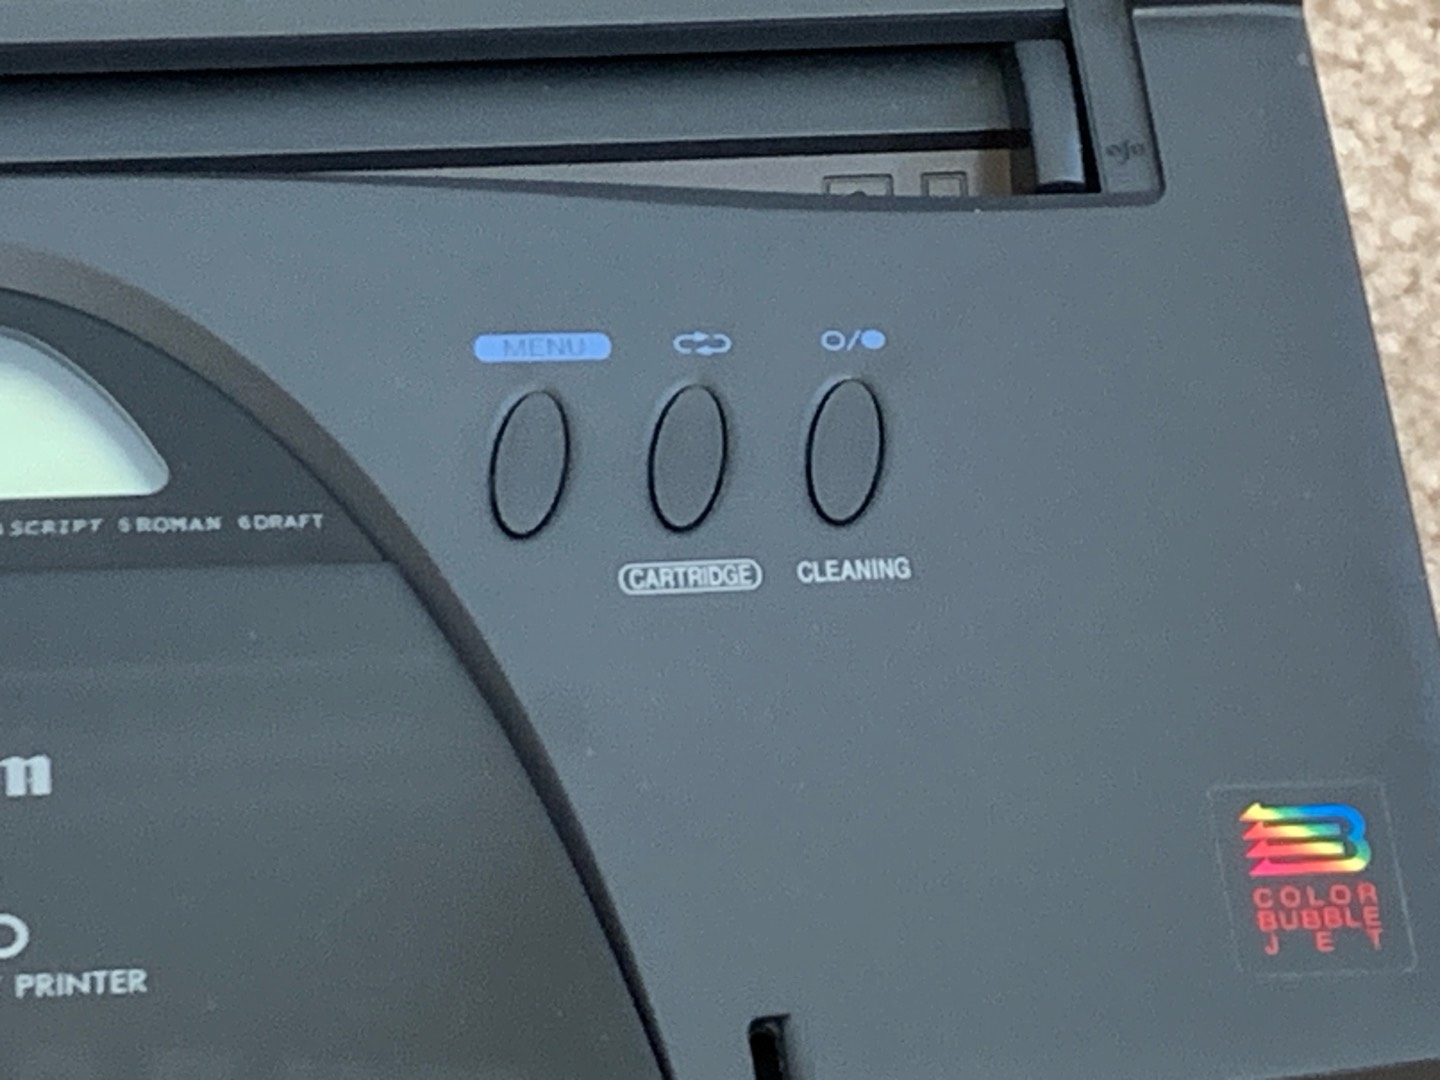 MENU
SCRIPT 5ROMAN 6DRAFT
CARTRIDGE CLEANING
PRINTER
COLOR
BUBBLE
JET